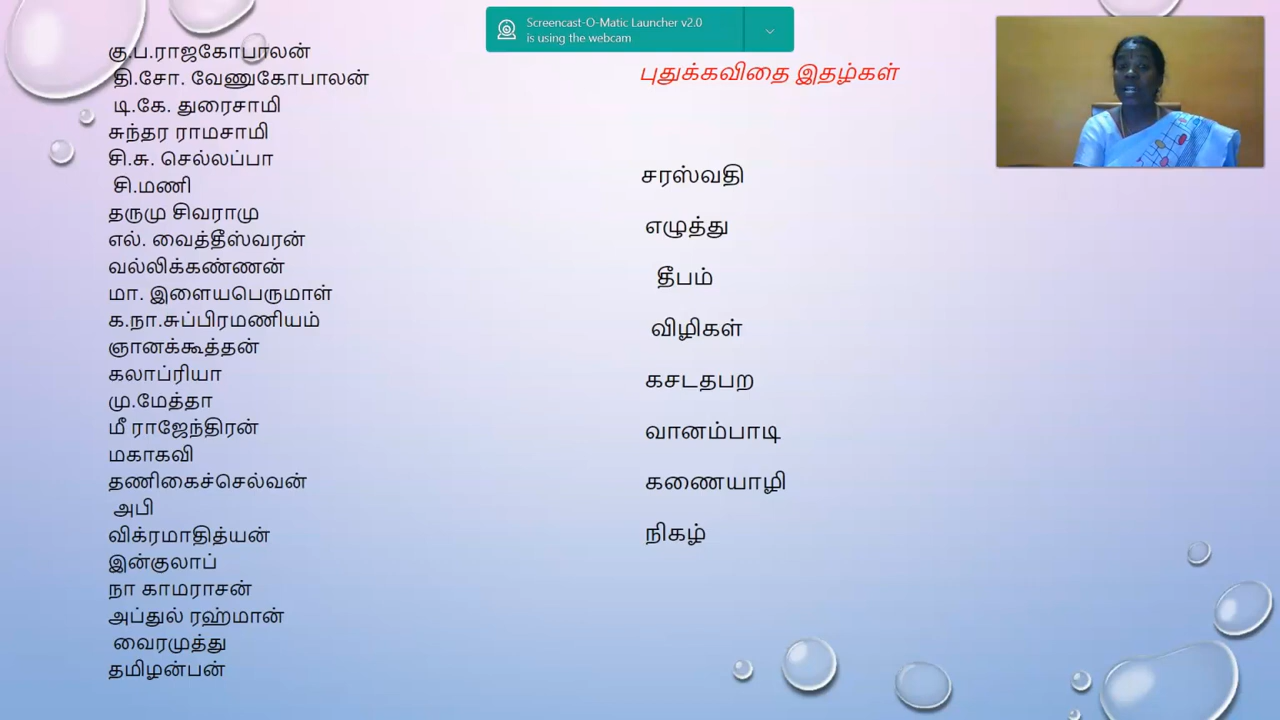 Screencast-O-Matic Launcher v2.0
is using the webcam
கு.ப.ராஜகோபாலன்
தி.சோ. வேணுகோபாலன்
டி.கே. துரைசாமி
சுந்தர ராமசாமி
சி.சு. செல்லப்பா
சி.மணி
தருமு சிவராமு
எல். வைத்தீஸ்வரன்
வல்லிக்கண்ணன்
மா. இளையபெருமாள்
க.நா.சுப்பிரமணியம்
ஞானக்கூத்தன்
கலாப்ரியா
மு.மேத்தா
மீ ராஜேந்திரன்
மகாகவி
தணிகைச்செல்வன்
அபி
விக்ரமாதித்யன்
இன்குலாப்
நா காமராசன்
அப்துல் ரஹ்மான்
வைரமுத்து
தமிழன்பன்
புதுக்கவிதை இதழ்கள்
சரஸ்வதி
எழுத்து
தீபம்
விழிகள்
கசடதபற
வானம்பாடி
கணையாழி
நிகழ்